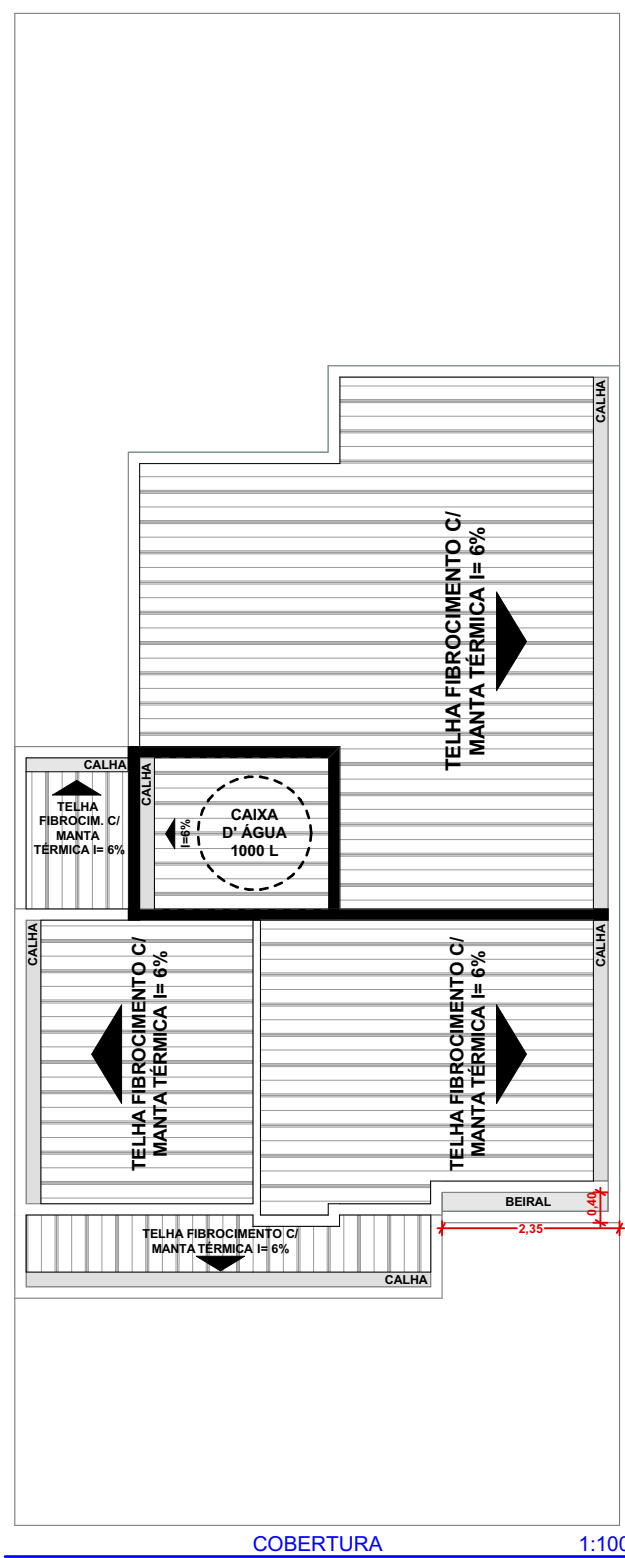 CALHA
TELHA FIBROCIMENTO C/
MANTA TÉRMICA I= 6%
CALHA
TELHA
FIBROCIM. C/
MANTA
TÉRMICA I= 6%
CALHA
I=6%
CAIXA
D' ÁGUA
1000 L
CALHA
TELHA FIBROCIMENTO C/
MANTA TÉRMICA I= 6%
TELHA FIBROCIMENTO C/
MANTA TÉRMICA I= 6%
CALHA
BEIRAL
0,40
2,35
TELHA FIBROCIMENTO C/
MANTA TÉRMICA I= 6%
CALHA
COBERTURA
1:100